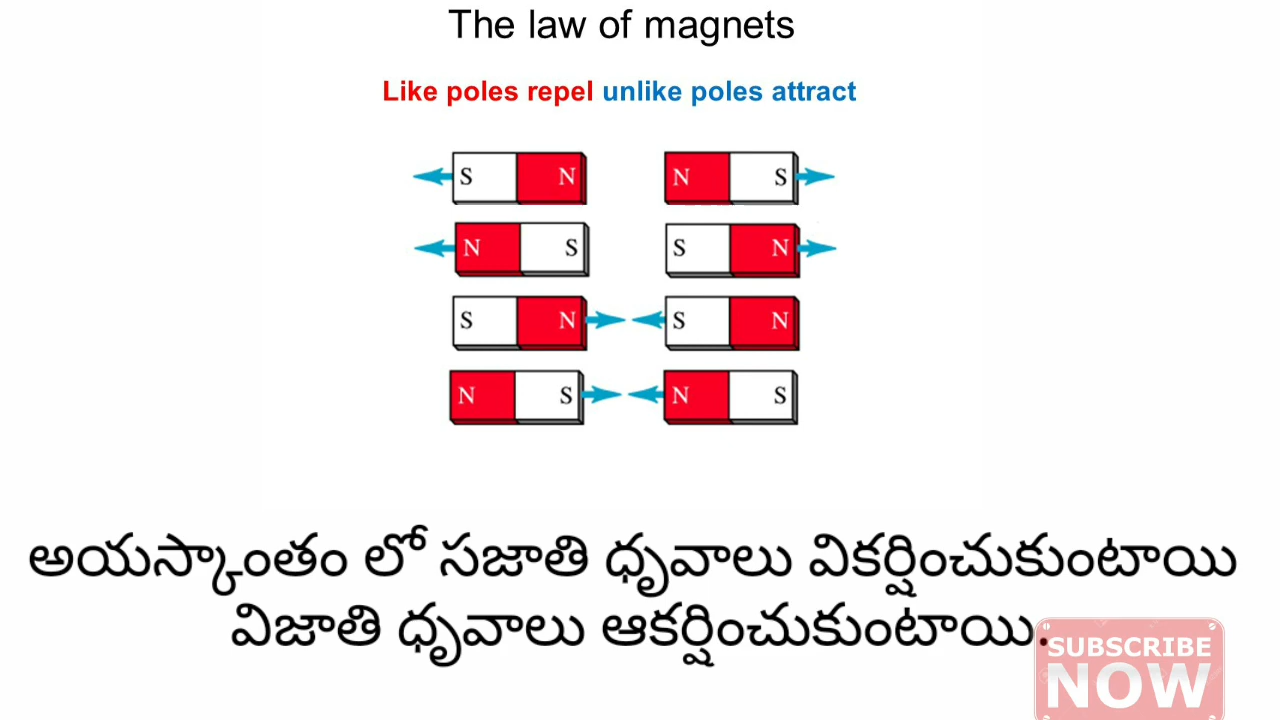 The law of magnets
Like poles repel unlike poles attract
S N N S
N S S N
S N S N
N S N S
అయస్కాంతం లో సజాతి ధృవాలు వికర్షించుకుంటాయి
విజాతి ధృవాలు ఆకర్షించుకుంటాయి.
SUBSCRIBE
NOW